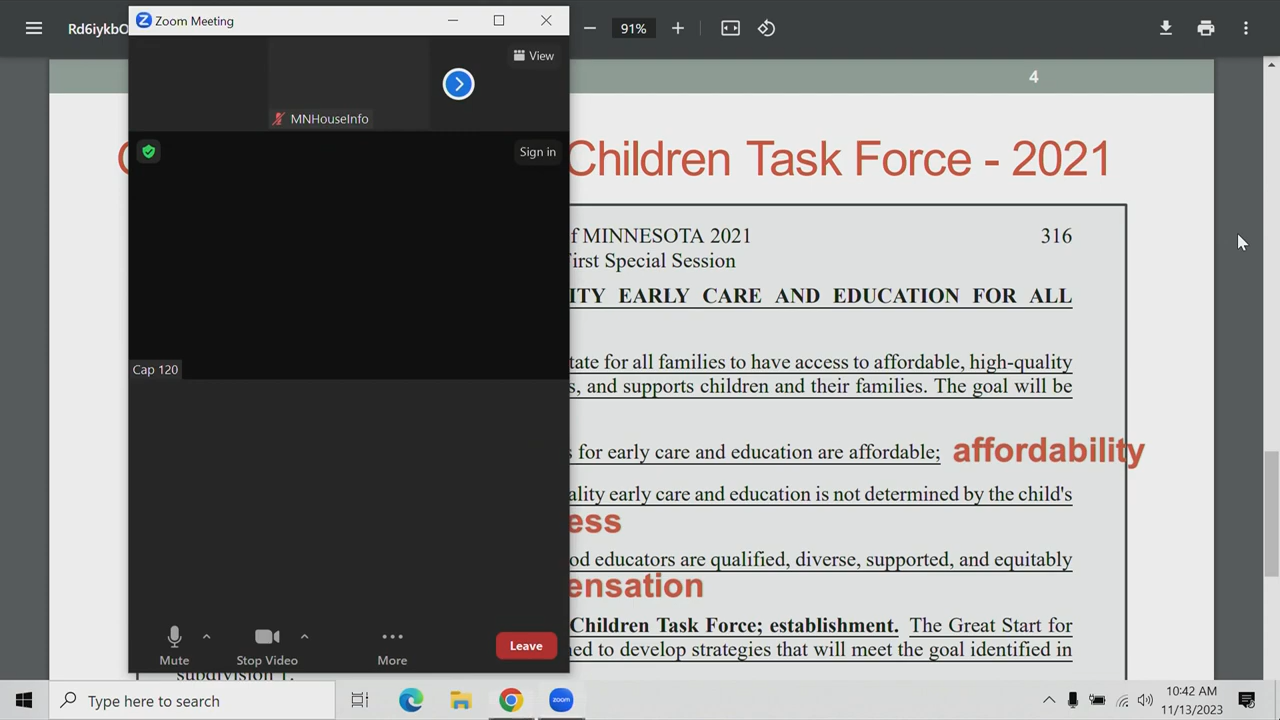 Rd6iykbO
Zoom Meeting
91%
View
MNHouseInfo
4
Sign in
Children Task Force - 2021
of MINNESOTA 2021 316
First Special Session
ITY EARLY CARE AND EDUCATION FOR ALL
tate for all families to have access to affordable, high-quality
s, and supports children and their families. The goal will be
Cap 120
s for early care and education are affordable; affordability
ality early care and education is not determined by the child's
ess
od educators are qualified, diverse, supported, and equitably
ensation
Children Task Force; establishment. The Great Start for
ned to develop strategies that will meet the goal identified in
subdivision 1.
Mute
Stop Video
More
Leave
Type here to search
zoom
10:42 AM
11/13/2023